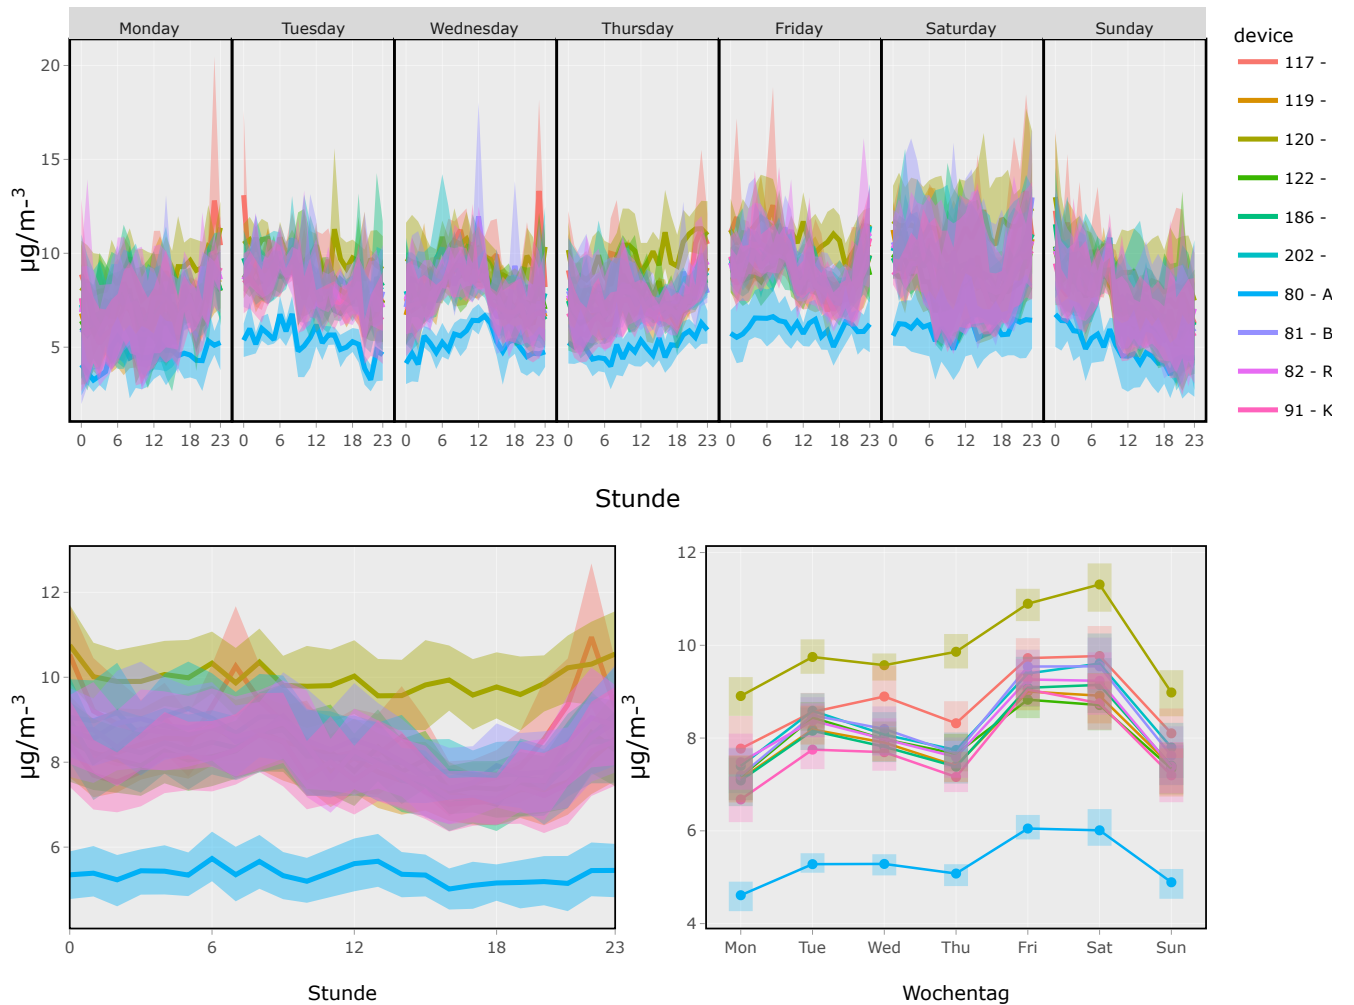 Monday Tuesday Wednesday Thursday Friday Saturday Sunday
device
117 -
119 -
120 -
122 -
186 -
202 -
80 - A
81 - B
82 - R
91 - K
µg/m-³
20
15
10
5
0 6 12 18 23 0 6 12 18 23 0 6 12 18 23 0 6 12 18 23 0 6 12 18 23 0 6 12 18 23 0 6 12 18 23
Stunde
µg/m-³
12
10
8
6
0 6 12 18 23
Stunde
µg/m-³
12
10
8
6
4
Mon Tue Wed Thu Fri Sat Sun
Wochentag